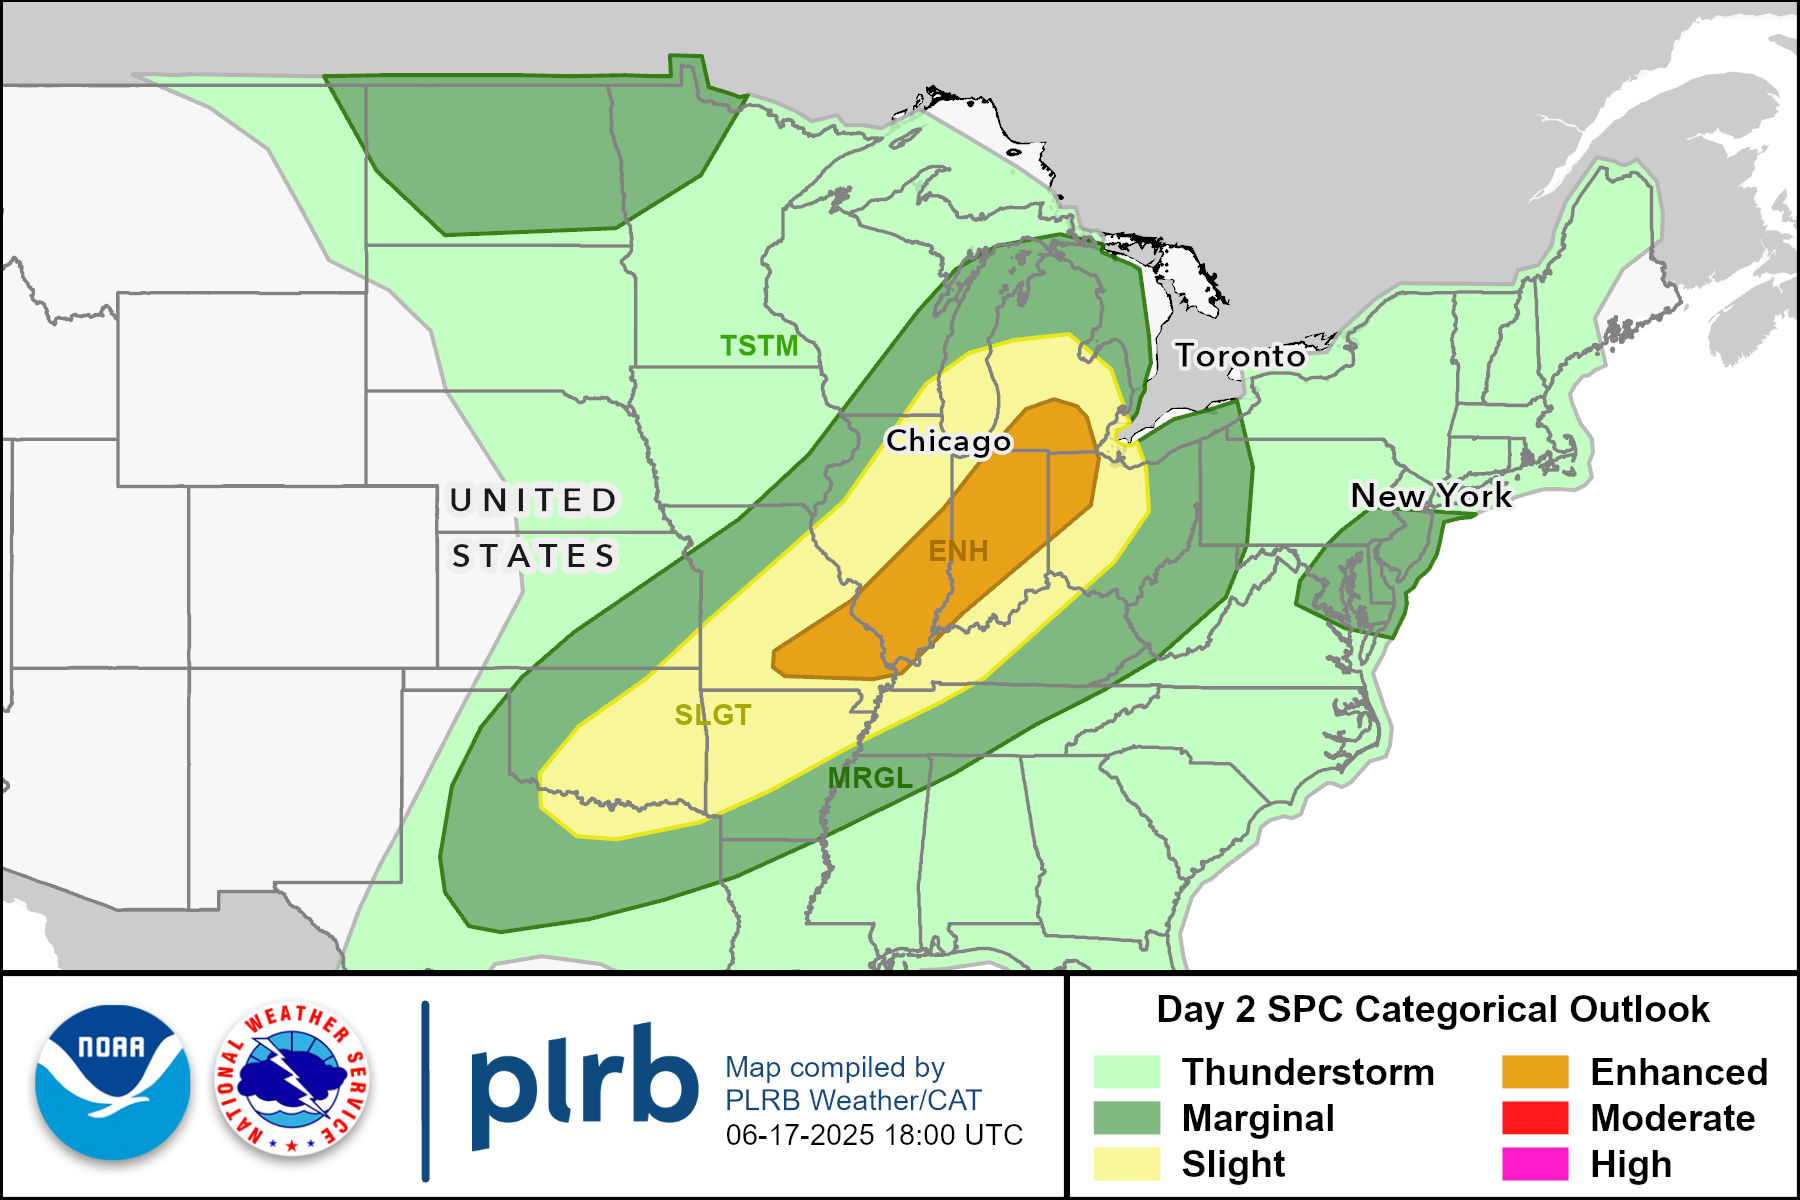 TSTM
Toronto
Chicago
New York
UNITED
STATES
ENH
SLGT
MRGL
NOAA
NATIONAL WEATHER SERVICE
plrb
Map compiled by
PLRB Weather/CAT
06-17-2025 18:00 UTC
Day 2 SPC Categorical Outlook
Thunderstorm
Marginal
Slight
Enhanced
Moderate
High